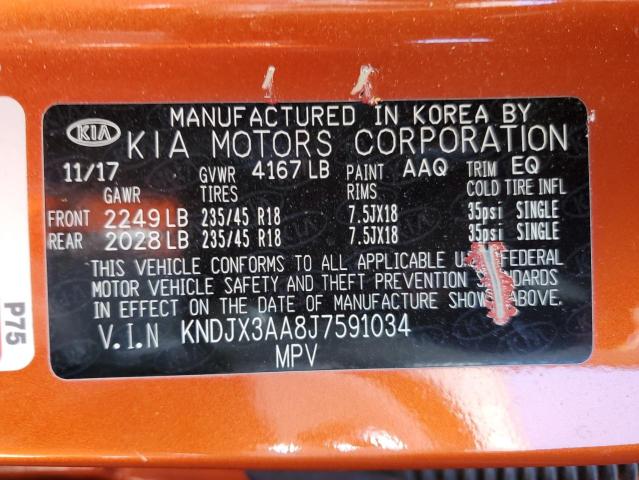 MANUFACTURED IN KOREA BY
KIA KIA MOTORS CORPORATION
11/17 GVWR 4167 LB PAINT AAQ TRIM EQ
GAWR TIRES RIMS COLD TIRE INFL
FRONT 2249 LB 235/45 R18 7.5JX18 35psi SINGLE
REAR 2028 LB 235/45 R18 7.5JX18 35psi SINGLE
THIS VEHICLE CONFORMS TO ALL APPLICABLE FEDERAL
MOTOR VEHICLE SAFETY AND THEFT PREVENTION STANDARDS
IN EFFECT ON THE DATE OF MANUFACTURE SHOWN ABOVE.
V.I.N KNDJX3AA8J7591034
MPV
P75